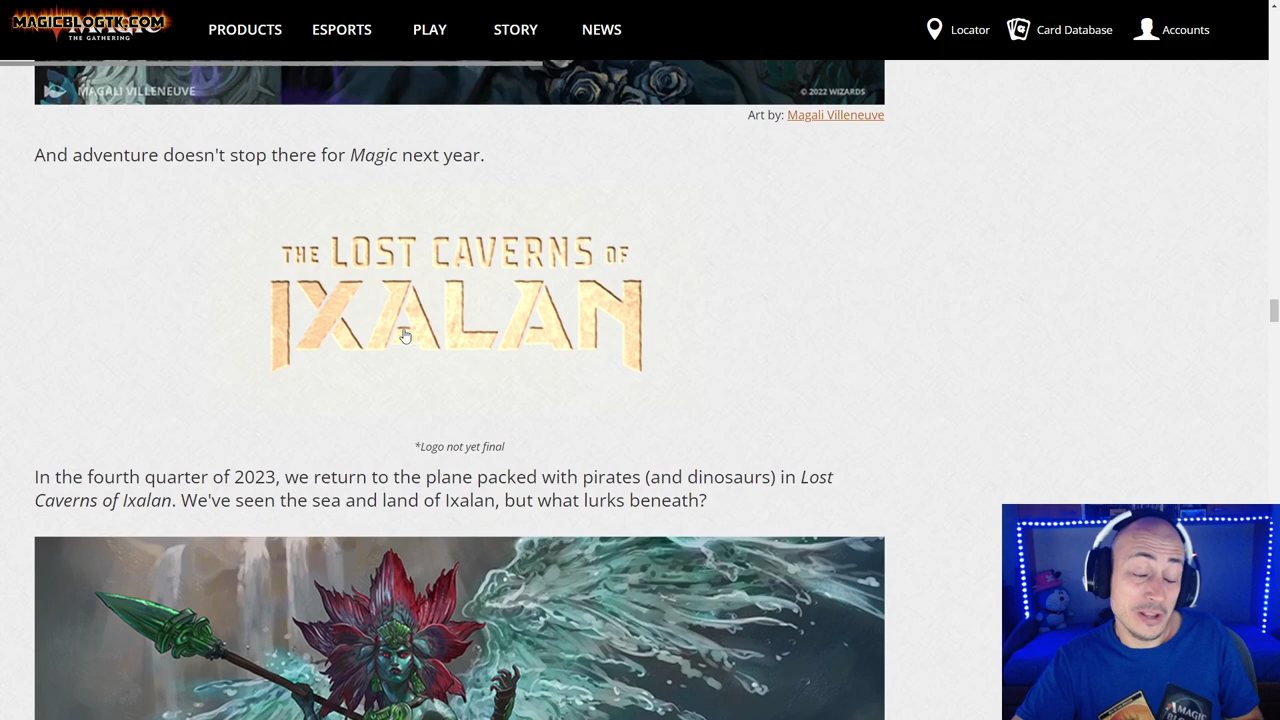 MAGICBLOGTK.COM
THE GATHERING
PRODUCTS ESPORTS PLAY STORY NEWS
Locator Card Database Accounts
MAGALI VILLENEUVE
© 2022 WIZARDS
Art by: Magali Villeneuve
And adventure doesn't stop there for Magic next year.
THE LOST CAVERNS OF
IXALAN
*Logo not yet final
In the fourth quarter of 2023, we return to the plane packed with pirates (and dinosaurs) in Lost
Caverns of Ixalan. We've seen the sea and land of Ixalan, but what lurks beneath?
MAGIC